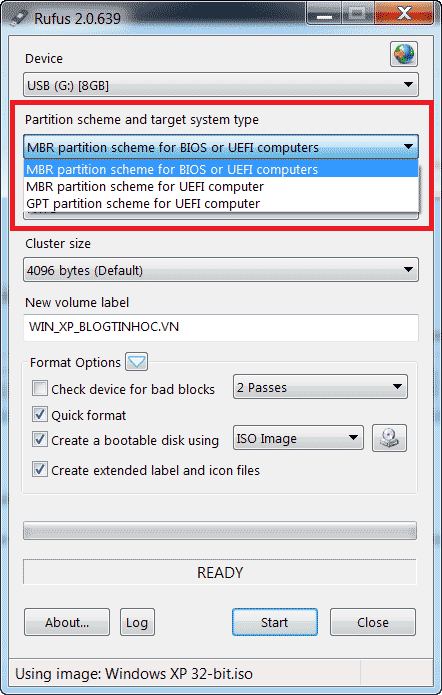 Rufus 2.0.639
Device
USB (G:) [8GB]
Partition scheme and target system type
MBR partition scheme for BIOS or UEFI computers
MBR partition scheme for BIOS or UEFI computers
MBR partition scheme for UEFI computer
GPT partition scheme for UEFI computer
Cluster size
4096 bytes (Default)
New volume label
WIN_XP_BLOGTINHOC.VN
Format Options
Check device for bad blocks 2 Passes
Quick format
Create a bootable disk using ISO Image
Create extended label and icon files
READY
About... Log Start Close
Using image: Windows XP 32-bit.iso